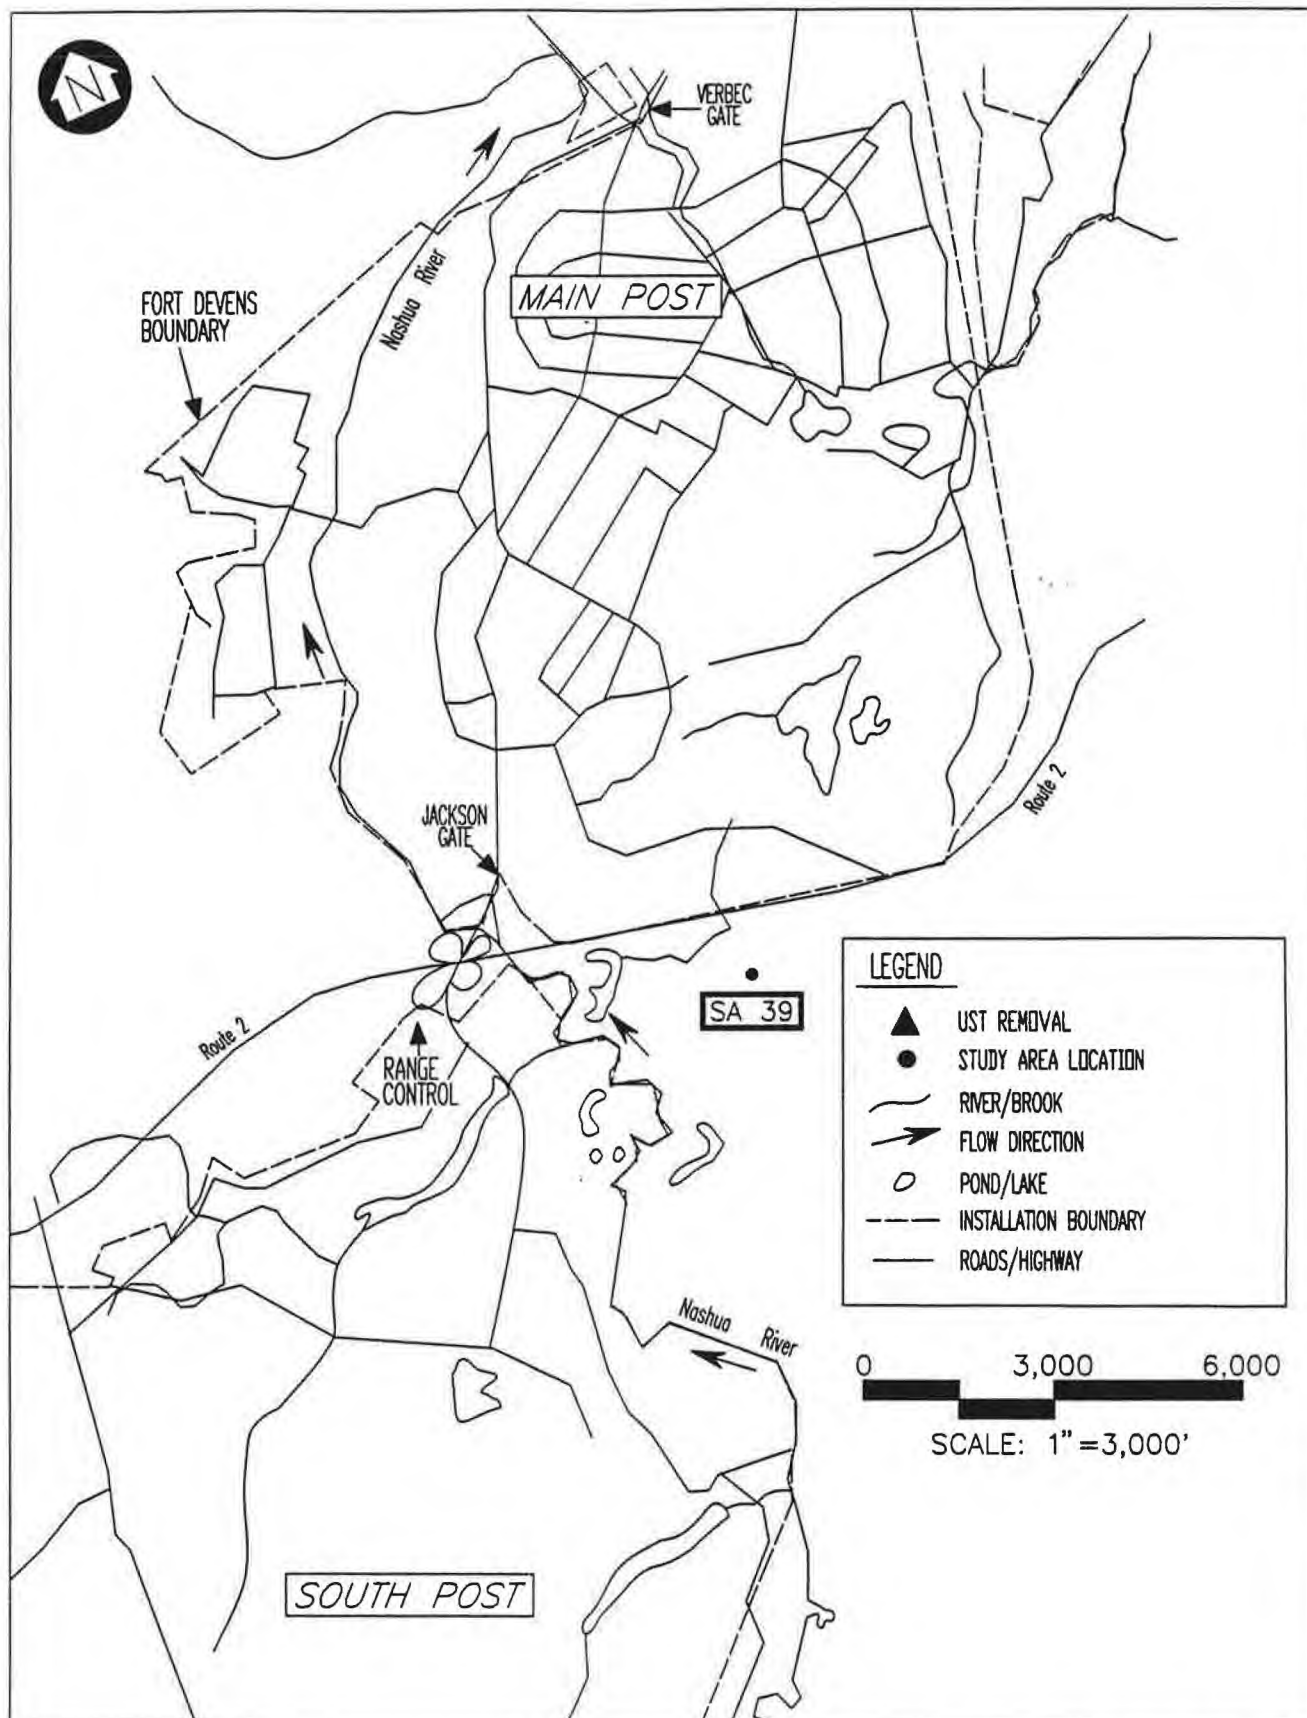 N
VERBEC
GATE
Nashua River
MAIN POST
FORT DEVENS
BOUNDARY
JACKSON
GATE
Route 2
SA 39
Route 2
RANGE
CONTROL
LEGEND
UST REMOVAL
STUDY AREA LOCATION
RIVER/BROOK
FLOW DIRECTION
POND/LAKE
INSTALLATION BOUNDARY
ROADS/HIGHWAY
Nashua River
0 3,000 6,000
SCALE: 1"=3,000'
SOUTH POST